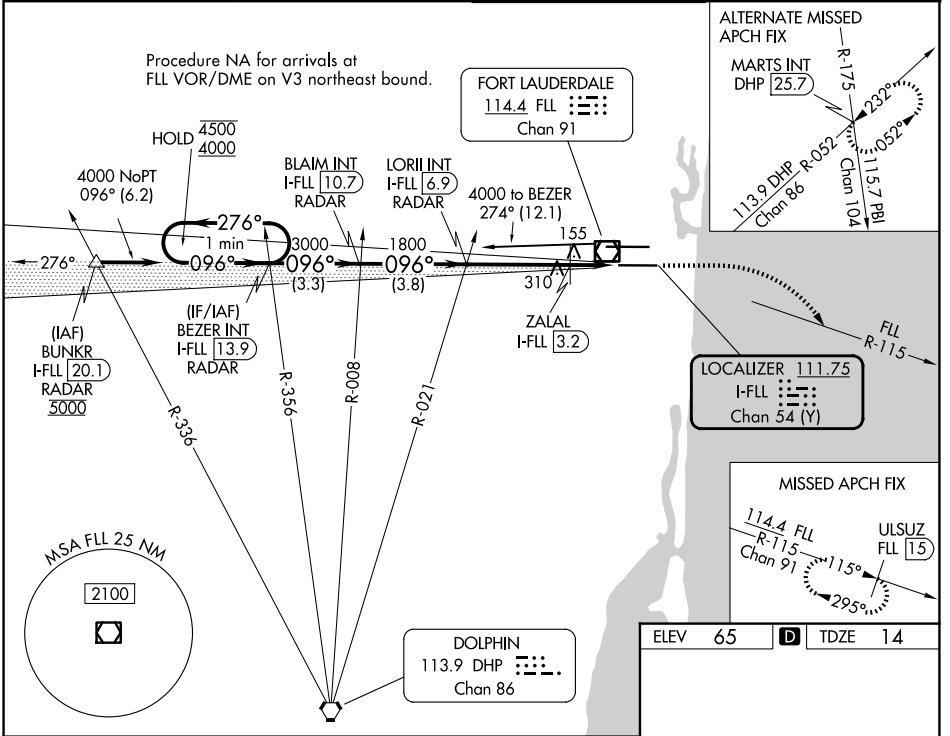 Procedure NA for arrivals at
FLL VOR/DME on V3 northeast bound.
HOLD
4500
4000
4000 NoPT
096° (6.2)
276°
1 min
096°
276°
BLAIM INT
I-FLL 10.7
RADAR
LORII INT
I-FLL 6.9
RADAR
FORT LAUDERDALE
114.4 FLL
Chan 91
4000 to BEZER
274° (12.1)
3000
096°
(3.3)
1800
096°
(3.8)
155
310
ZALAL
I-FLL 3.2
(IAF)
BUNKR
I-FLL 20.1
RADAR
5000
(IF/IAF)
BEZER INT
I-FLL 13.9
RADAR
R-336
R-356
R-008
R-021
FLL
R-115
LOCALIZER 111.75
I-FLL
Chan 54 (Y)
ALTERNATE MISSED
APCH FIX
MARTS INT
DHP 25.7
R-175
232°
052°
R-052
113.9 DHP
Chan 86
115.7 PBI
Chan 104
MISSED APCH FIX
114.4 FLL
R-115
Chan 91
115°
295°
ULSUZ
FLL 15
MSA FLL 25 NM
2100
DOLPHIN
113.9 DHP
Chan 86
ELEV 65
D
TDZE 14